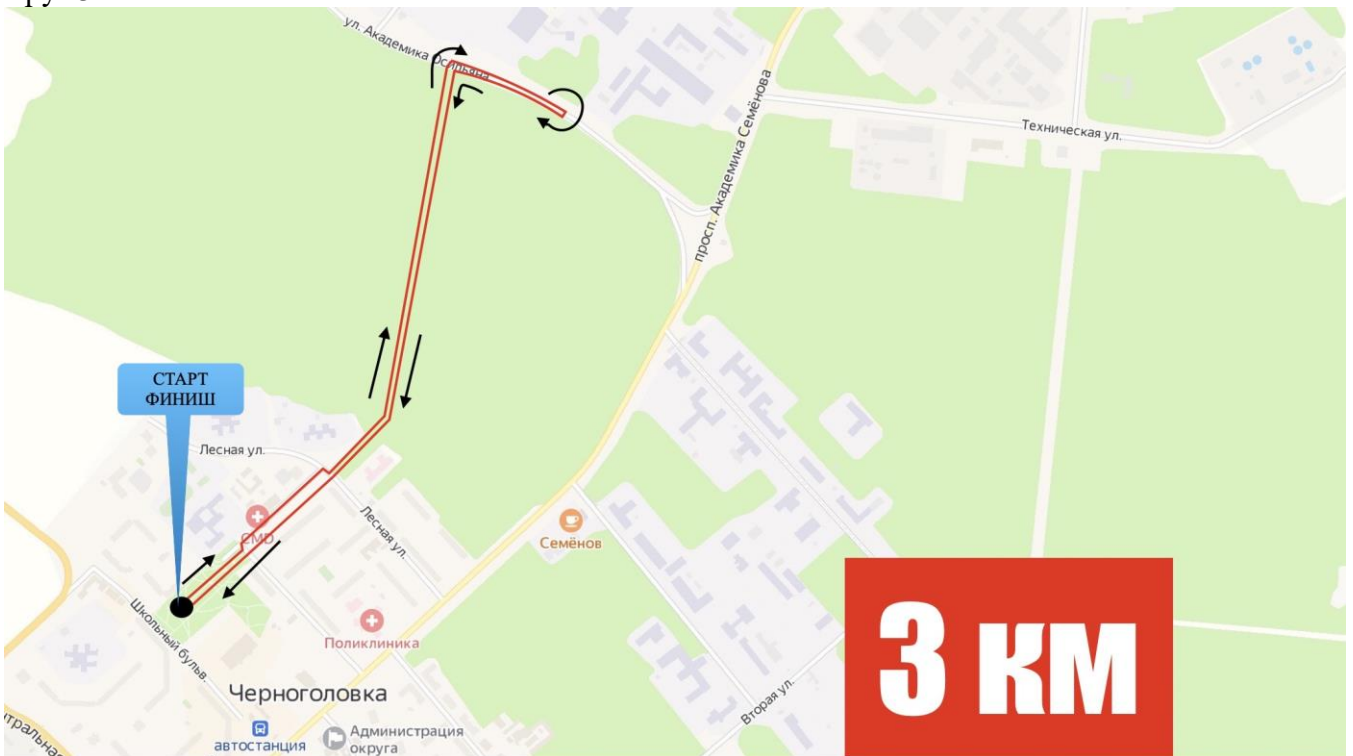 ул. Академика Осипьяна
просп. Академика Семёнова
Техническая ул.
СТАРТ
ФИНИШ
Лесная ул.
CMD
Лесная ул.
Семёнов
Школьный бульв.
Поликлиника
Черноголовка
автостанция
Администрация
округа
Вторая ул.
3 КМ